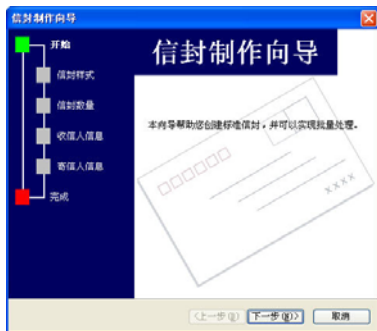 信封制作向导
开始
信封样式
信封数量
收信人信息
寄信人信息
完成
信封制作向导
本向导帮助您创建标准信封，并可以实现批量处理。
XXXX
<上一步(B) 下一步(N)> 取消